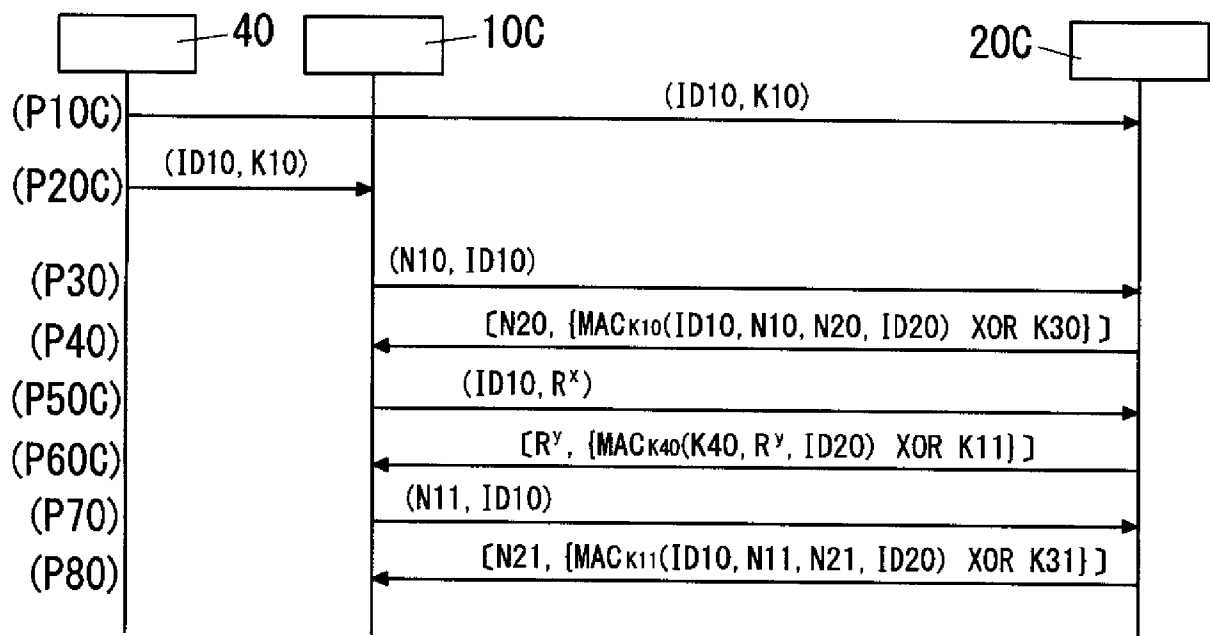 40 10C 20C
(P10C) (ID10, K10)
(P20C) (ID10, K10)
(P30) (N10, ID10)
(P40) [N20, {MACK10(ID10, N10, N20, ID20) XOR K30}]
(P50C) (ID10, Rˣ)
(P60C) [Rʸ, {MACK40(K40, Rʸ, ID20) XOR K11}]
(P70) (N11, ID10)
(P80) [N21, {MACK11(ID10, N11, N21, ID20) XOR K31}]